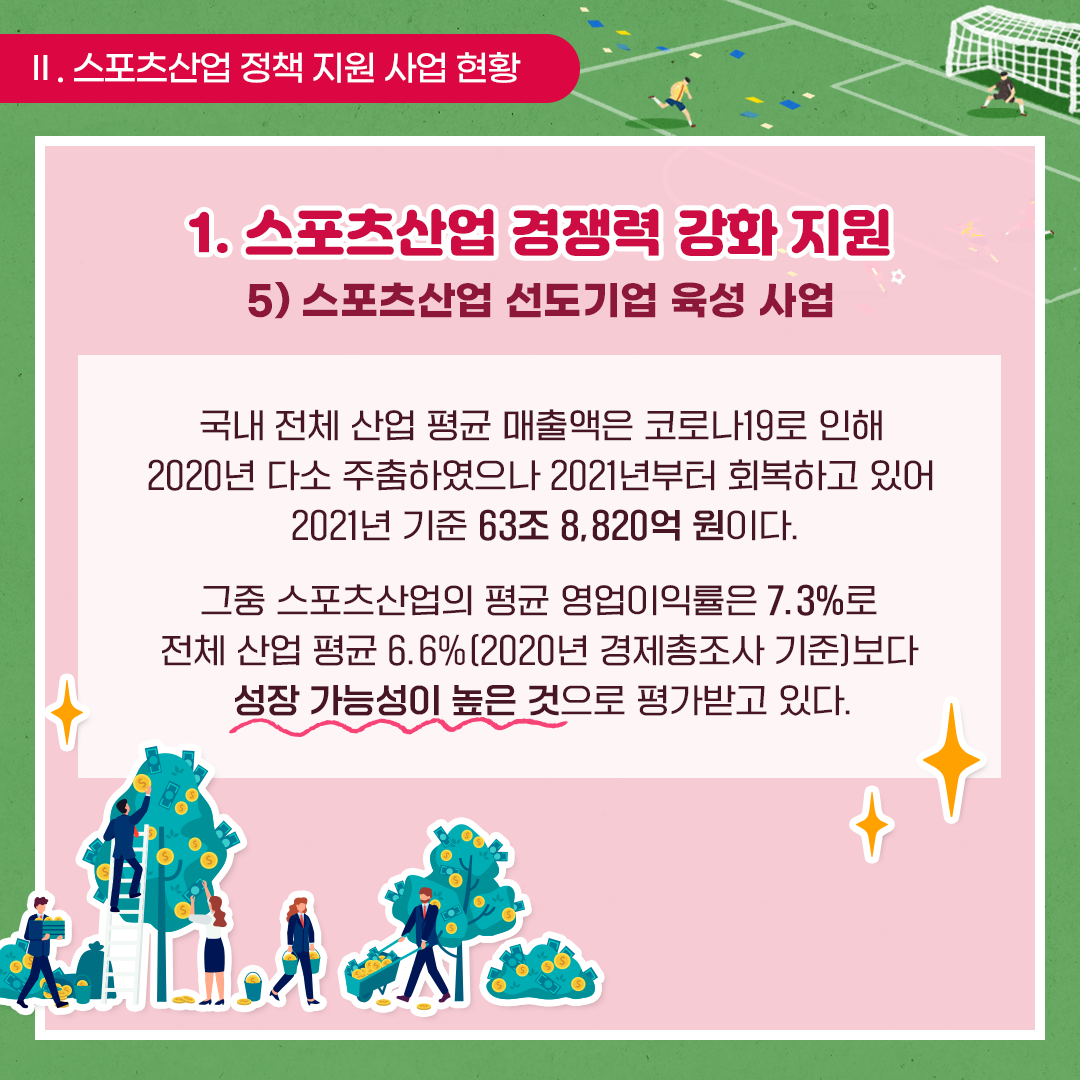 Ⅱ. 스포츠산업 정책 지원 사업 현황
1. 스포츠산업 경쟁력 강화 지원
5) 스포츠산업 선도기업 육성 사업
국내 전체 산업 평균 매출액은 코로나19로 인해
2020년 다소 주춤하였으나 2021년부터 회복하고 있어
2021년 기준 63조 8,820억 원이다.
그중 스포츠산업의 평균 영업이익률은 7.3%로
전체 산업 평균 6.6%(2020년 경제총조사 기준)보다
성장 가능성이 높은 것으로 평가받고 있다.